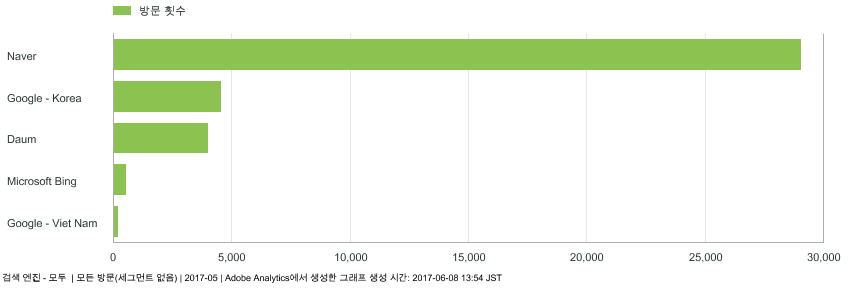 방문 횟수
Naver
Google - Korea
Daum
Microsoft Bing
Google - Viet Nam
0 5,000 10,000 15,000 20,000 25,000 30,000
검색 엔진 - 모두 | 모든 방문(세그먼트 없음) | 2017-05 | Adobe Analytics에서 생성한 그래프 생성 시간: 2017-06-08 13:54 JST